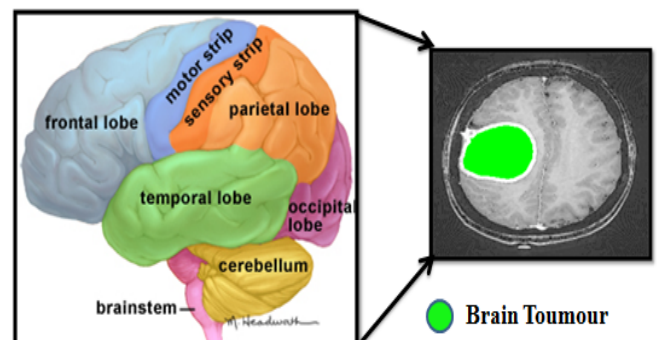 motor strip
sensory strip
frontal lobe
parietal lobe
temporal lobe
occipital
lobe
cerebellum
brainstem
Brain Toumour